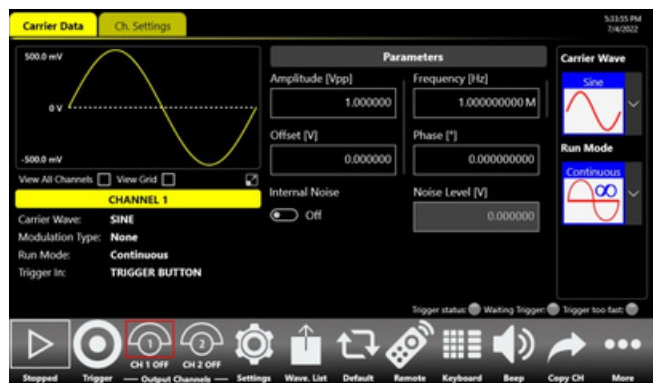 Carrier Data
Ch. Settings
5:33:55 PM
7/4/2022
500.0 mV
0 V
-500.0 mV
View All Channels
View Grid
CHANNEL 1
Carrier Wave: SINE
Modulation Type: None
Run Mode: Continuous
Trigger In: TRIGGER BUTTON
Parameters
Amplitude [Vpp]
1.000000
Frequency [Hz]
1.000000000 M
Offset [V]
0.000000
Phase [°]
0.000000000
Internal Noise
Off
Noise Level [V]
0.000000
Carrier Wave
Sine
Run Mode
Continuous
Trigger status: Waiting Trigger: Trigger too fast:
1
2
CH 1 OFF
CH 2 OFF
Stopped
Trigger
Output Channels
Settings
Wave. List
Default
Remote
Keyboard
Beep
Copy CH
More